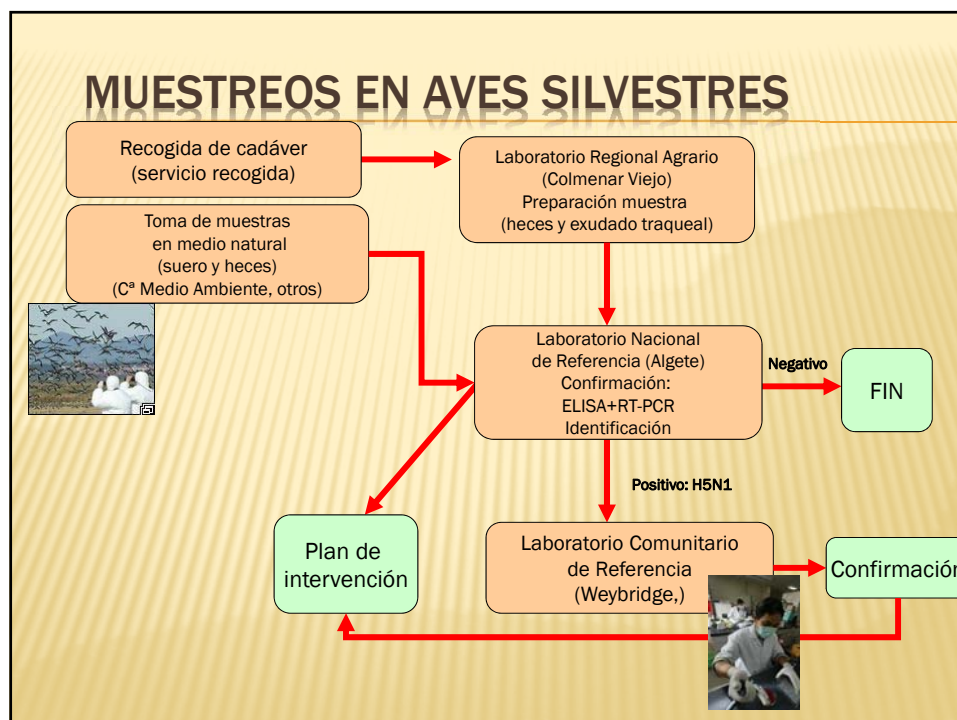 MUESTREOS EN AVES SILVESTRES
Recogida de cadáver
(servicio recogida)
Laboratorio Regional Agrario
(Colmenar Viejo)
Preparación muestra
(heces y exudado traqueal)
Toma de muestras
en medio natural
(suero y heces)
(Cª Medio Ambiente, otros)
Laboratorio Nacional
de Referencia (Algete)
Confirmación:
ELISA+RT-PCR
Identificación
Negativo
FIN
Positivo: H5N1
Plan de
intervención
Laboratorio Comunitario
de Referencia
(Weybridge,)
Confirmación